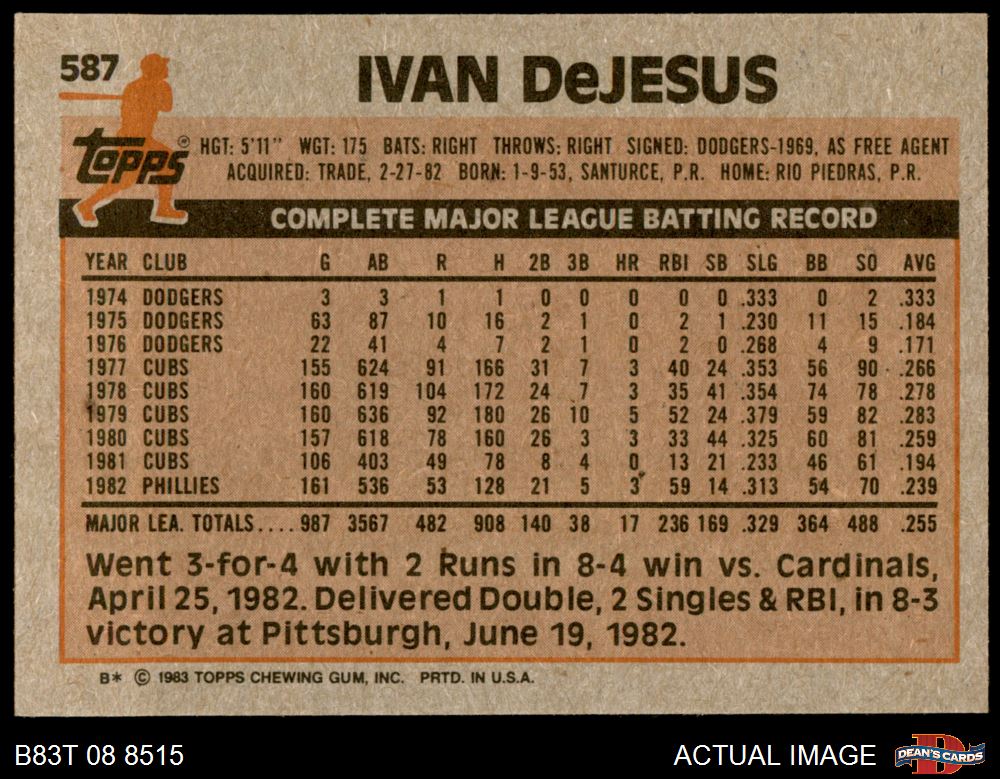 587
IVAN DeJESUS
topps®
HGT: 5'11" WGT: 175 BATS: RIGHT THROWS: RIGHT SIGNED: DODGERS-1969, AS FREE AGENT
ACQUIRED: TRADE, 2-27-82 BORN: 1-9-53, SANTURCE, P.R. HOME: RIO PIEDRAS, P.R.
COMPLETE MAJOR LEAGUE BATTING RECORD
YEAR CLUB G AB R H 2B 3B HR RBI SB SLG BB SO AVG
1974 DODGERS 3 3 1 1 0 0 0 0 0 .333 0 2 .333
1975 DODGERS 63 87 10 16 2 1 0 2 1 .230 11 15 .184
1976 DODGERS 22 41 4 7 2 1 0 2 0 .268 4 9 .171
1977 CUBS 155 624 91 166 31 7 3 40 24 .353 56 90 .266
1978 CUBS 160 619 104 172 24 7 3 35 41 .354 74 78 .278
1979 CUBS 160 636 92 180 26 10 5 52 24 .379 59 82 .283
1980 CUBS 157 618 78 160 26 3 3 33 44 .325 60 81 .259
1981 CUBS 106 403 49 78 8 4 0 13 21 .233 46 61 .194
1982 PHILLIES 161 536 53 128 21 5 3 59 14 .313 54 70 .239
MAJOR LEA. TOTALS.... 987 3567 482 908 140 38 17 236 169 .329 364 488 .255
Went 3-for-4 with 2 Runs in 8-4 win vs. Cardinals,
April 25, 1982. Delivered Double, 2 Singles & RBI, in 8-3
victory at Pittsburgh, June 19, 1982.
B* © 1983 TOPPS CHEWING GUM, INC. PRTD. IN U.S.A.
B83T 08 8515
ACTUAL IMAGE
D
DEAN'S CARDS